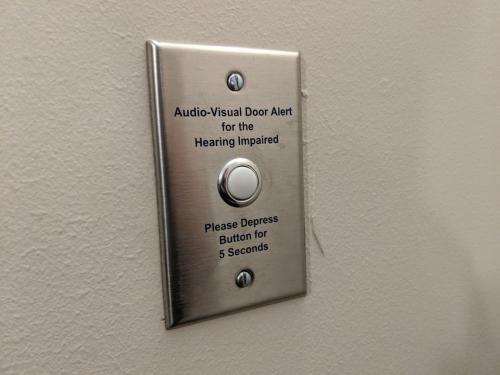 Audio-Visual Door Alert
for the
Hearing Impaired
Please Depress
Button for
5 Seconds